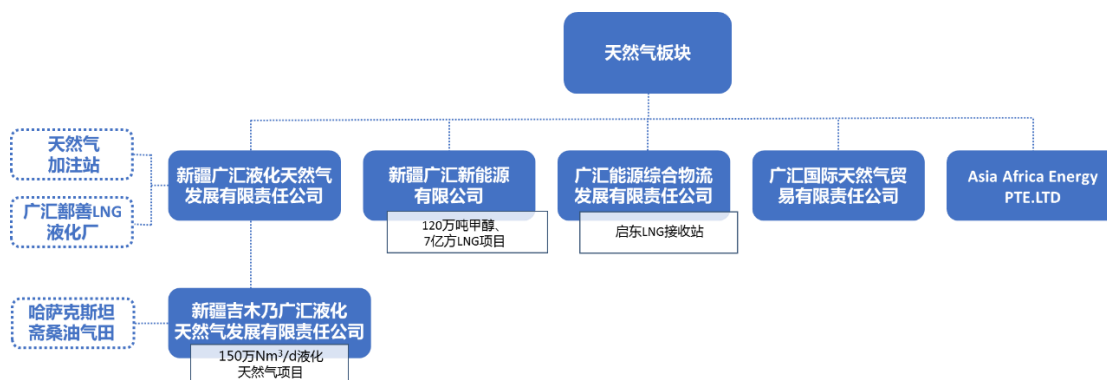 天然气板块
天然气
加注站
广汇鄯善LNG
液化厂
新疆广汇液化天然气
发展有限责任公司
新疆广汇新能源
有限公司
120万吨甲醇、
7亿方LNG项目
广汇能源综合物流
发展有限责任公司
启东LNG接收站
广汇国际天然气贸
易有限责任公司
Asia Africa Energy
PTE.LTD
哈萨克斯坦
斋桑油气田
新疆吉木乃广汇液化
天然气发展有限责任公司
150万Nm³/d液化
天然气项目